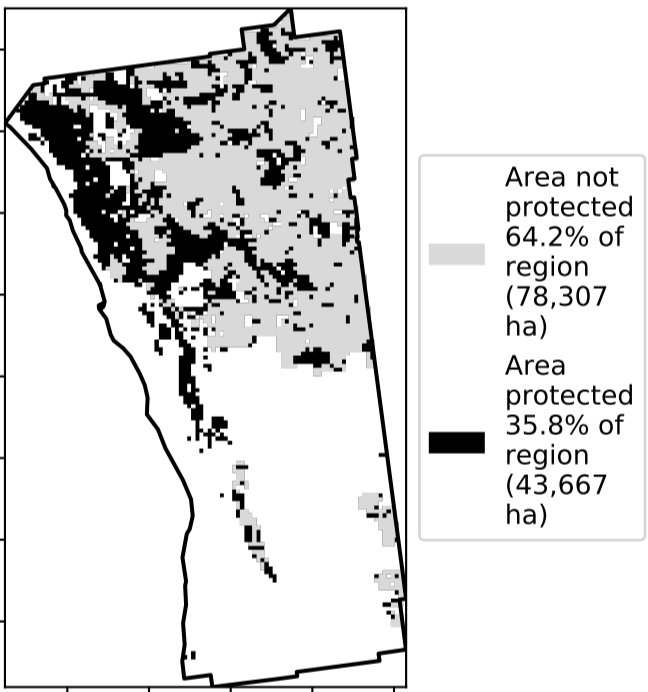 Area not
protected
64.2% of
region
(78,307
ha)
Area
protected
35.8% of
region
(43,667
ha)